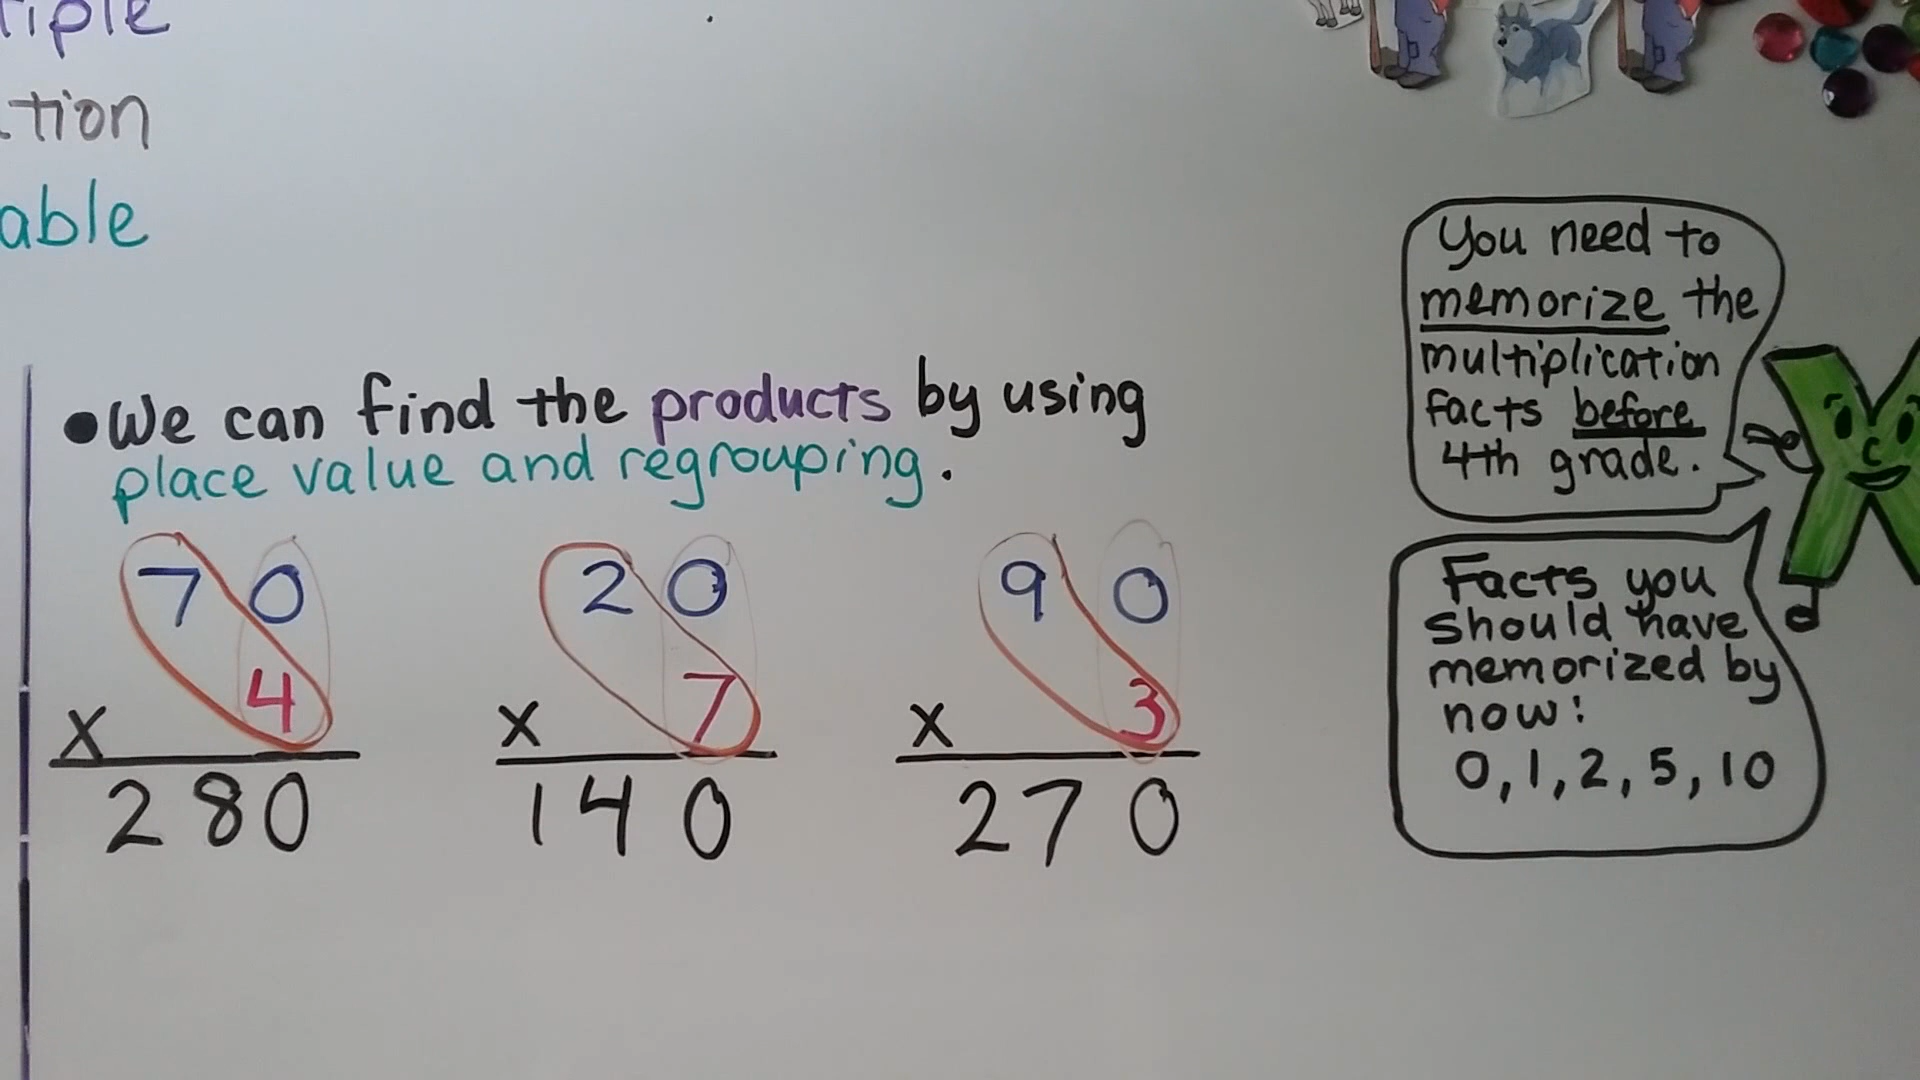 tiple
tion
able
•We can find the products by using
place value and regrouping.
70
x 4
280
20
x 7
140
90
x 3
270
You need to
memorize the
multiplication
facts before
4th grade.
Facts you
should have
memorized by
now:
0, 1, 2, 5, 10